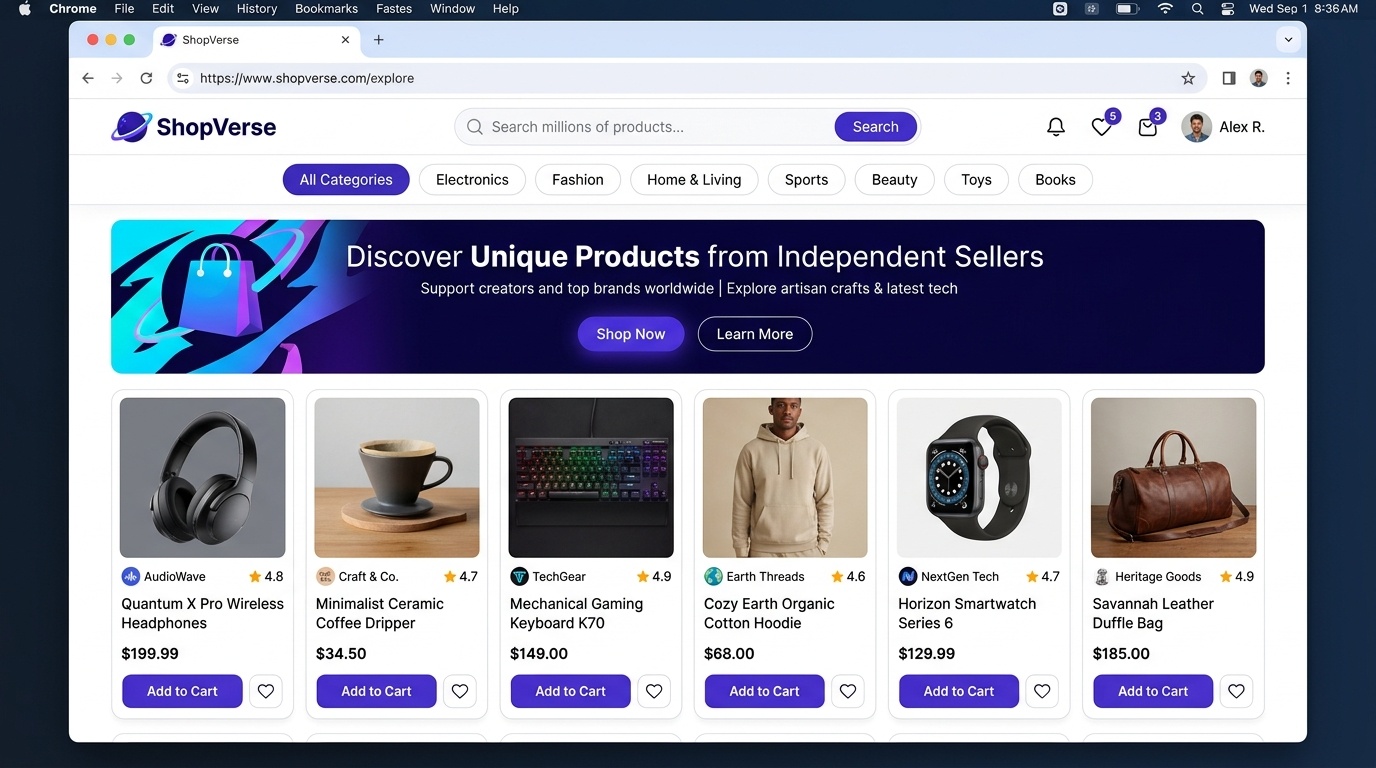 Chrome File Edit View History Bookmarks Fastes Window Help Wed Sep 1 8:36 AM
ShopVerse
https://www.shopverse.com/explore
ShopVerse
Search millions of products...
Search
5
3
Alex R.
All Categories
Electronics
Fashion
Home & Living
Sports
Beauty
Toys
Books
Discover Unique Products from Independent Sellers
Support creators and top brands worldwide | Explore artisan crafts & latest tech
Shop Now
Learn More
AudioWave 4.8
Quantum X Pro Wireless
Headphones
$199.99
Add to Cart
Craft & Co. 4.7
Minimalist Ceramic
Coffee Dripper
$34.50
Add to Cart
TechGear 4.9
Mechanical Gaming
Keyboard K70
$149.00
Add to Cart
Earth Threads 4.6
Cozy Earth Organic
Cotton Hoodie
$68.00
Add to Cart
NextGen Tech 4.7
Horizon Smartwatch
Series 6
$129.99
Add to Cart
Heritage Goods 4.9
Savannah Leather
Duffle Bag
$185.00
Add to Cart